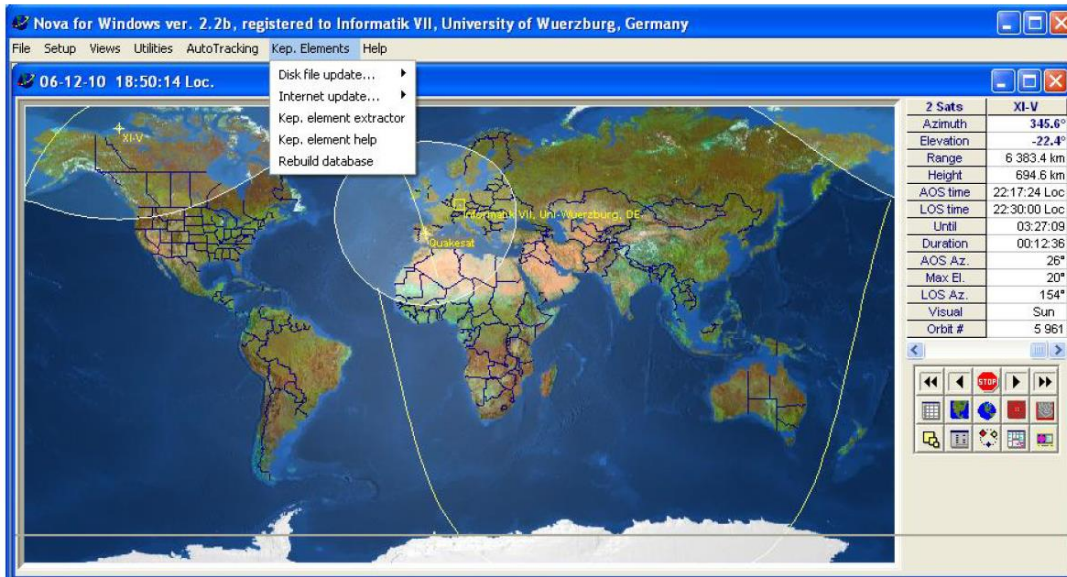 Nova for Windows ver. 2.2b, registered to Informatik VII, University of Wuerzburg, Germany
File Setup Views Utilities AutoTracking Kep. Elements Help
Disk file update...
Internet update...
Kep. element extractor
Kep. element help
Rebuild database
06-12-10 18:50:14 Loc.
XI-V
Informatik VII, Uni-Wuerzburg, DE
Quakesat
2 Sats XI-V
Azimuth 345.6°
Elevation -22.4°
Range 6 383.4 km
Height 694.6 km
AOS time 22:17:24 Loc
LOS time 22:30:00 Loc
Until 03:27:09
Duration 00:12:36
AOS Az. 26°
Max El. 20°
LOS Az. 154°
Visual Sun
Orbit # 5 961
STOP